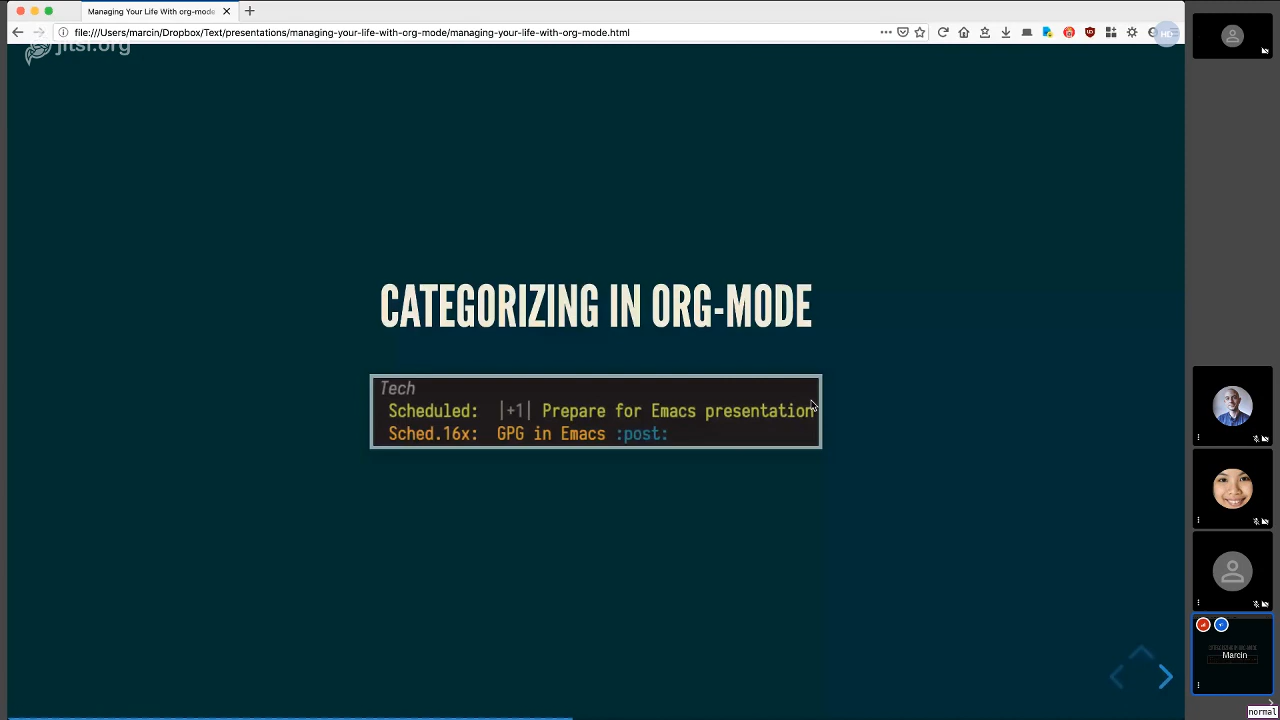 Managing Your Life With org-mode
file:///Users/marcin/Dropbox/Text/presentations/managing-your-life-with-org-mode/managing-your-life-with-org-mode.html
HD
jitsi.org
CATEGORIZING IN ORG-MODE
Tech
Scheduled: |+1| Prepare for Emacs presentation
Sched.16x: GPG in Emacs :post:
Marcin
normal